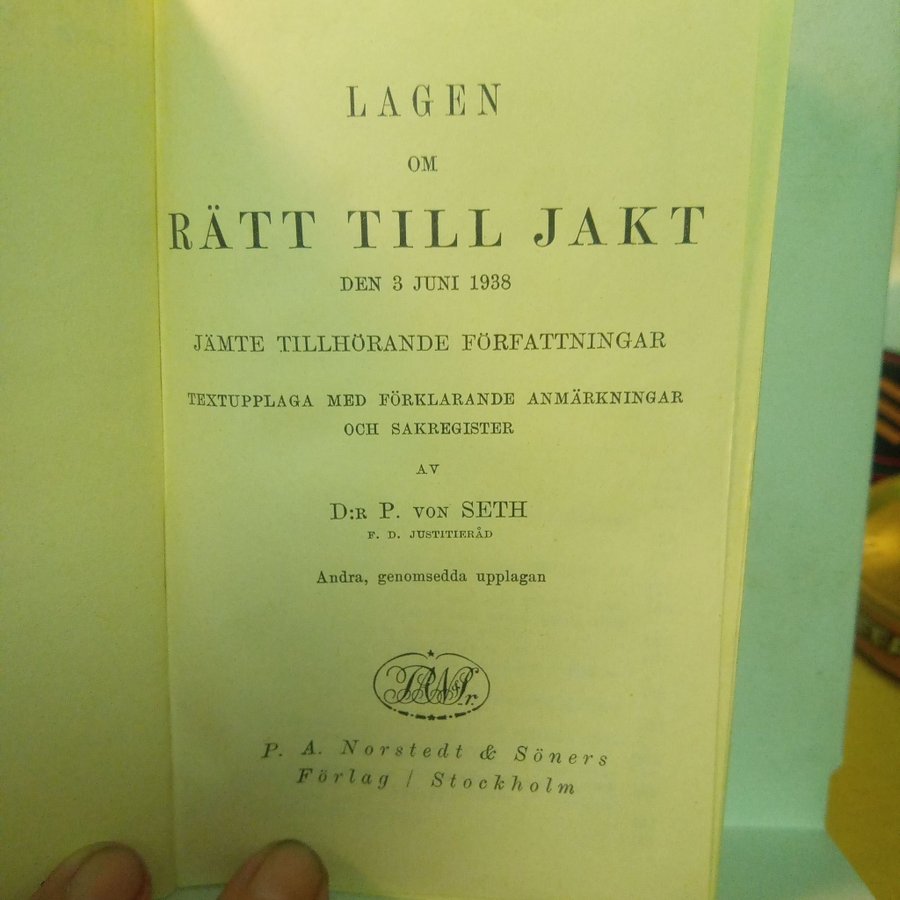 LAGEN
OM
RÄTT TILL JAKT
DEN 3 JUNI 1938
JÄMTE TILLHÖRANDE FÖRFATTNINGAR
TEXTUPPLAGA MED FÖRKLARANDE ANMÄRKNINGAR
OCH SAKREGISTER
AV
D:R P. VON SETH
F. D. JUSTITIERÅD
Andra, genomsedda upplagan
P. A. Norstedt & Söners
Förlag / Stockholm